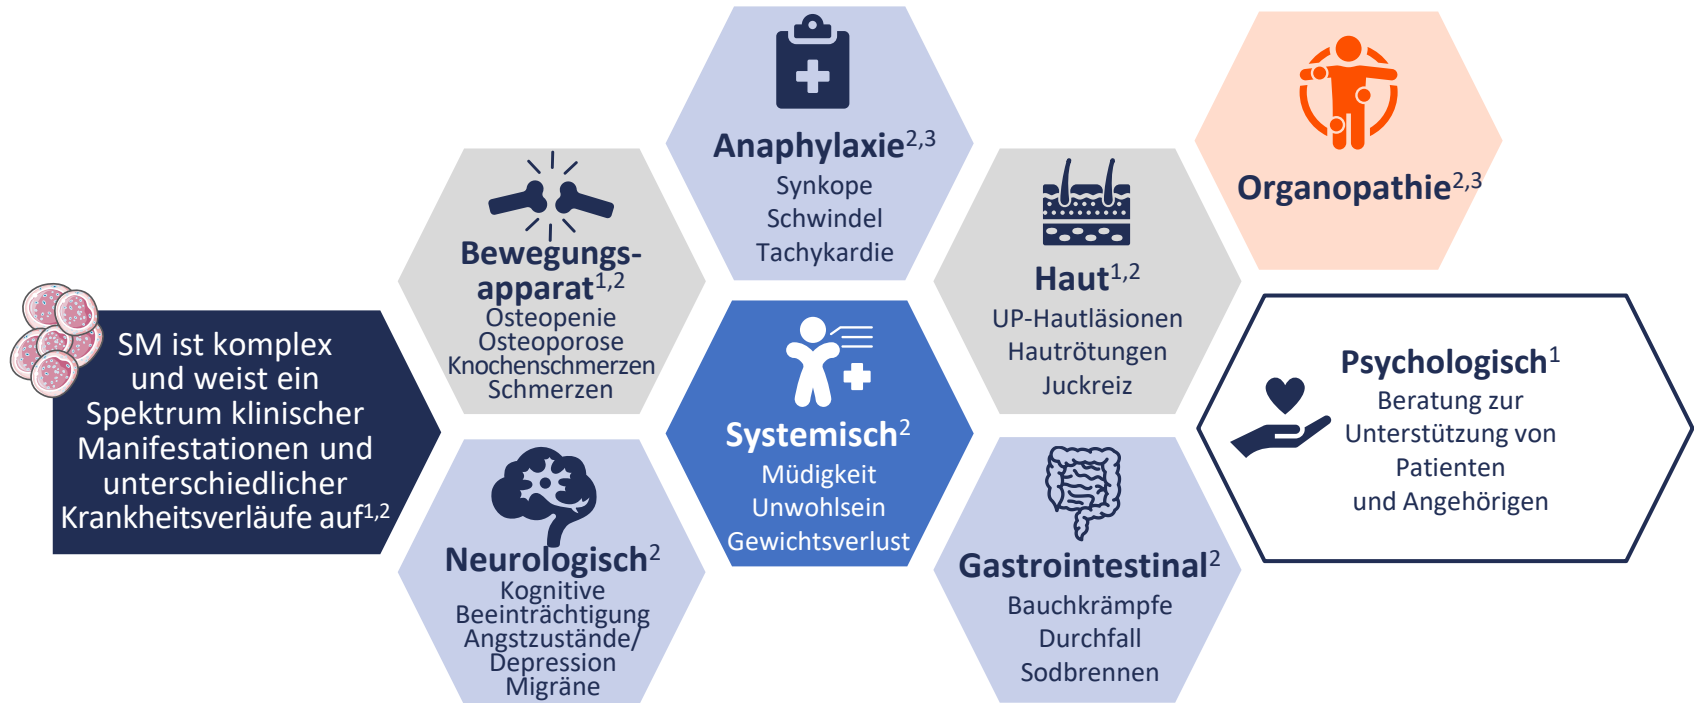 SM ist komplex
und weist ein
Spektrum klinischer
Manifestationen und
unterschiedlicher
Krankheitsverläufe auf1,2
Bewegungs-
apparat1,2
Osteopenie
Osteoporose
Knochenschmerzen
Schmerzen
Neurologisch2
Kognitive
Beeinträchtigung
Angstzustände/
Depression
Migräne
Anaphylaxie2,3
Synkope
Schwindel
Tachykardie
Systemisch2
Müdigkeit
Unwohlsein
Gewichtsverlust
Haut1,2
UP-Hautläsionen
Hautrötungen
Juckreiz
Gastrointestinal2
Bauchkrämpfe
Durchfall
Sodbrennen
Organopathie2,3
Psychologisch1
Beratung zur
Unterstützung von
Patienten
und Angehörigen